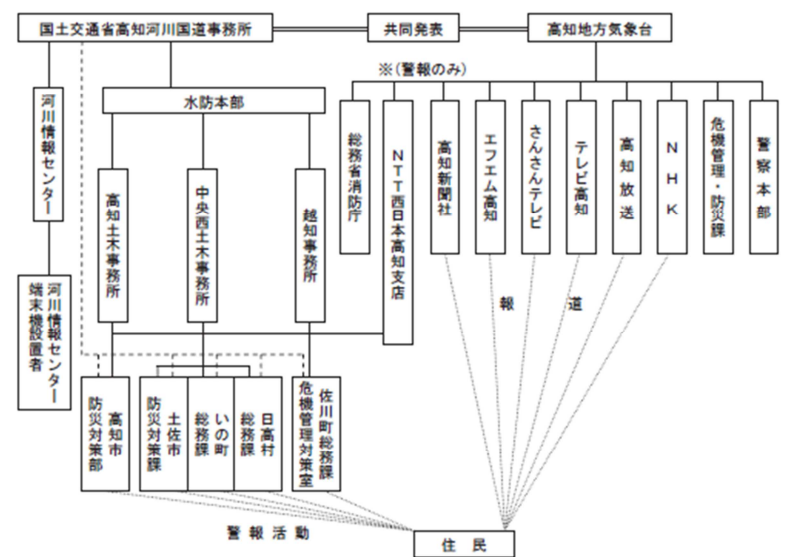 国土交通省高知河川国道事務所
共同発表
高知地方気象台
※(警報のみ)
河川情報センター
水防本部
総務省消防庁
NTT西日本高知支店
高知新聞社
エフエム高知
さんさんテレビ
テレビ高知
高知放送
NHK
危機管理・防災課
警察本部
高知土木事務所
中央西土木事務所
越知事務所
河川情報センター
端末機設置者
報道
高知市
防災対策部
土佐市
防災対策課
いの町
総務課
日高村
総務課
佐川町総務課
危機管理対策室
警報活動
住民